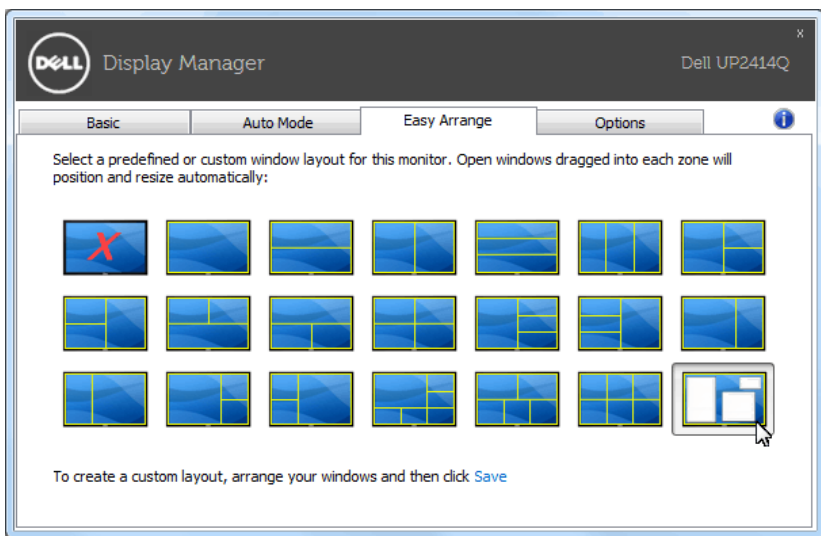 x
DELL Display Manager
Dell UP2414Q
Basic Auto Mode Easy Arrange Options i
Select a predefined or custom window layout for this monitor. Open windows dragged into each zone will
position and resize automatically:
X
To create a custom layout, arrange your windows and then click Save